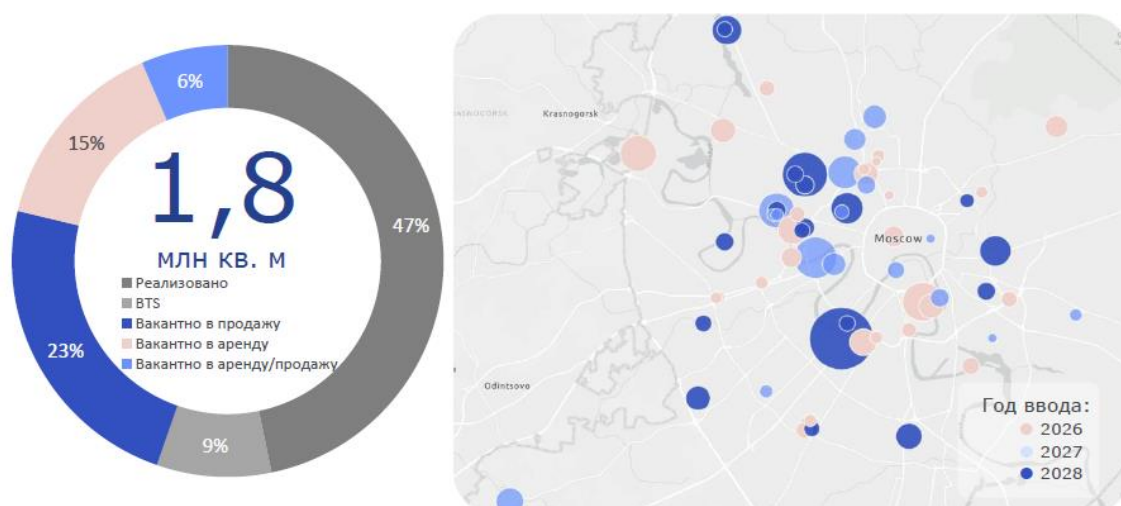 6%
15%
47%
23%
9%
1,8
млн кв. м
Реализовано
BTS
Вакантно в продажу
Вакантно в аренду
Вакантно в аренду/продажу
Krasnogorsk
Moscow
Odintsovo
Год ввода:
2026
2027
2028